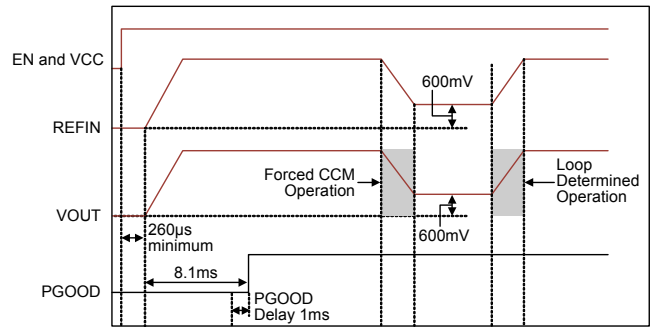 EN and VCC
600mV
REFIN
Forced CCM
Operation
Loop
Determined
Operation
VOUT
260µs
minimum
600mV
8.1ms
PGOOD
PGOOD
Delay 1ms